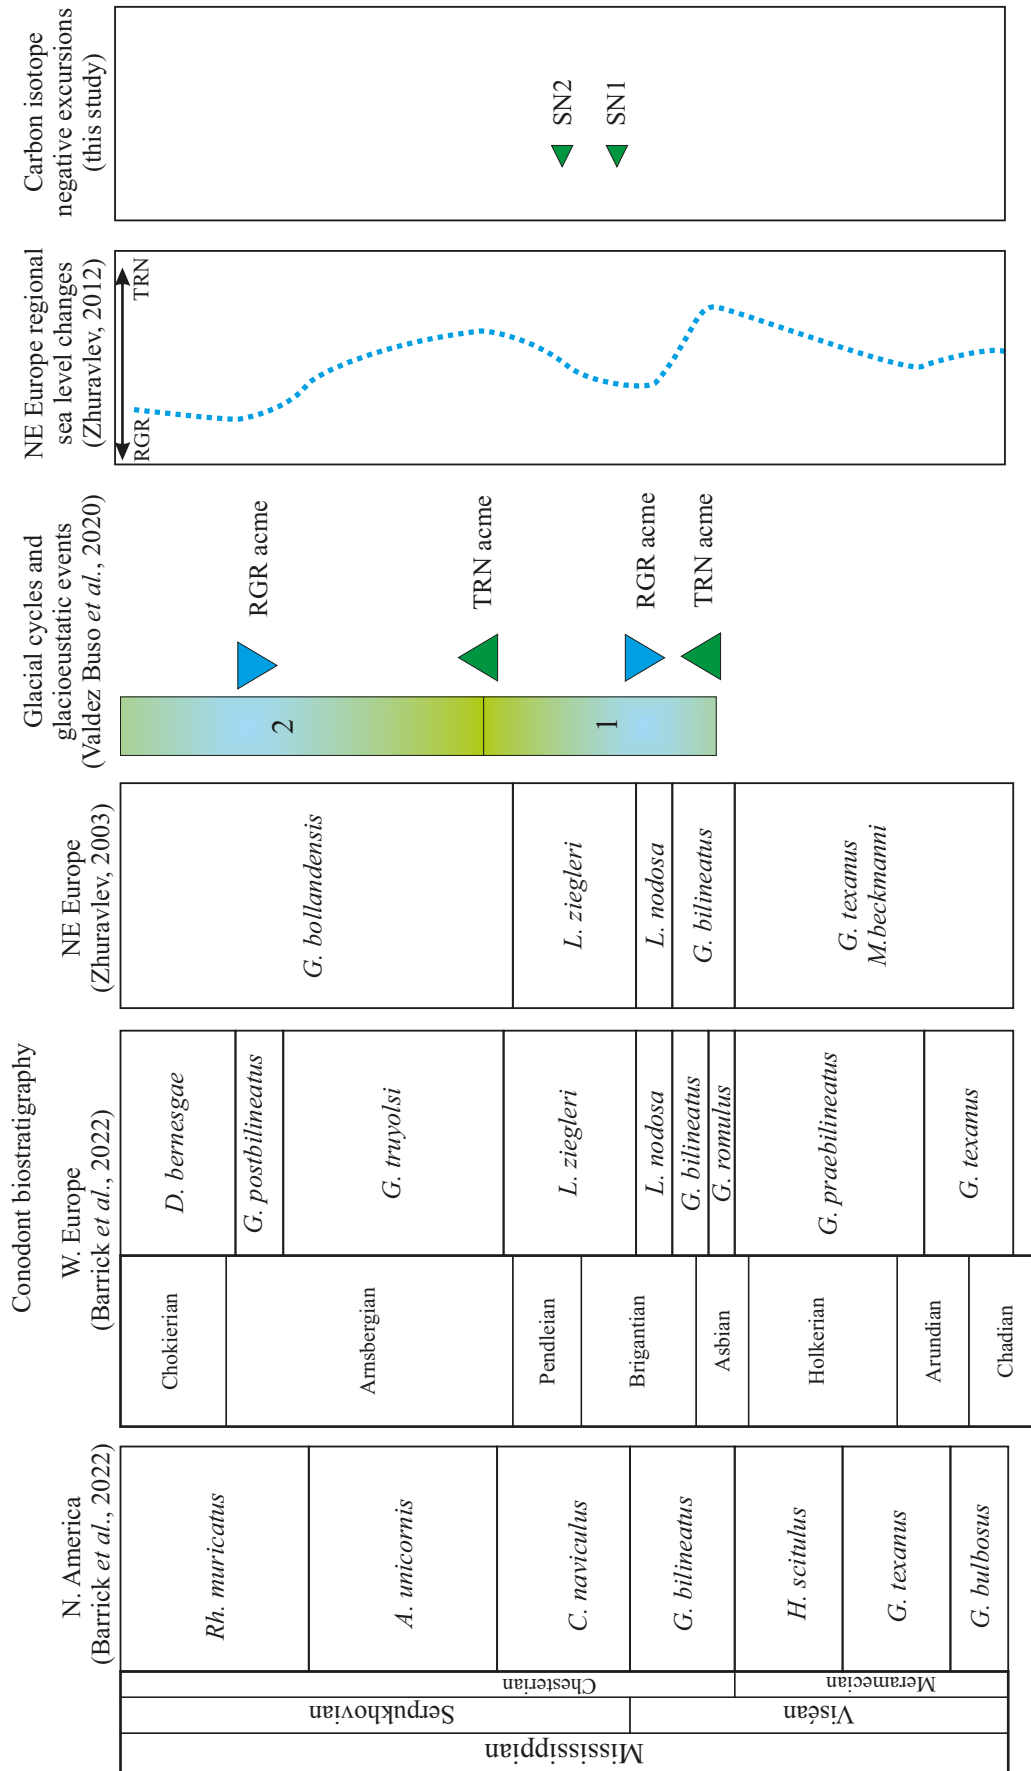 Conodont biostratigraphy
N. America
(Barrick et al., 2022)
W. Europe
(Barrick et al., 2022)
NE Europe
(Zhuravlev, 2003)
Glacial cycles and
glacioeustatic events
(Valdez Buso et al., 2020)
NE Europe regional
sea level changes
(Zhuravlev, 2012)
Carbon isotope
negative excursions
(this study)
Mississippian
Serpukhovian
Viséan
Chesterian
Meramecian
Rh. muricatus
A. unicornis
C. naviculus
G. bilineatus
H. scitulus
G. texanus
G. bulbosus
Chokierian
Arnsbergian
Pendleian
Brigantian
Asbian
Holkerian
Arundian
Chadian
D. bernesgae
G. postbilineatus
G. truyolsi
L. ziegleri
L. nodosa
G. bilineatus
G. romulus
G. praebilineatus
G. texanus
G. bollandensis
L. ziegleri
L. nodosa
G. bilineatus
G. texanus
M.beckmanni
2
1
RGR acme
TRN acme
RGR acme
TRN acme
RGR
TRN
SN2
SN1